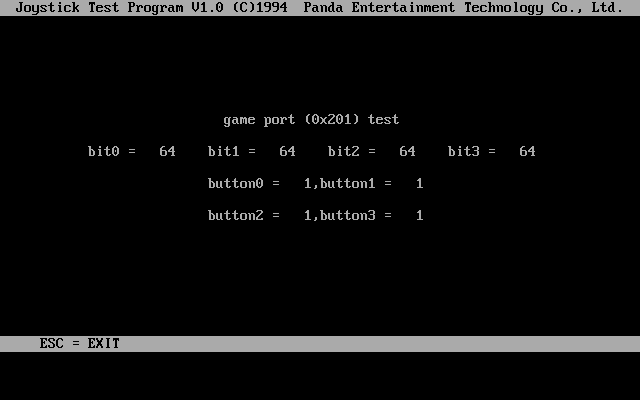 Joystick Test Program V1.0 (C)1994  Panda Entertainment Technology Co., Ltd.
game port (0x201) test
bit0 =   64    bit1 =   64    bit2 =   64    bit3 =   64
button0 =   1,button1 =   1
button2 =   1,button3 =   1
ESC = EXIT